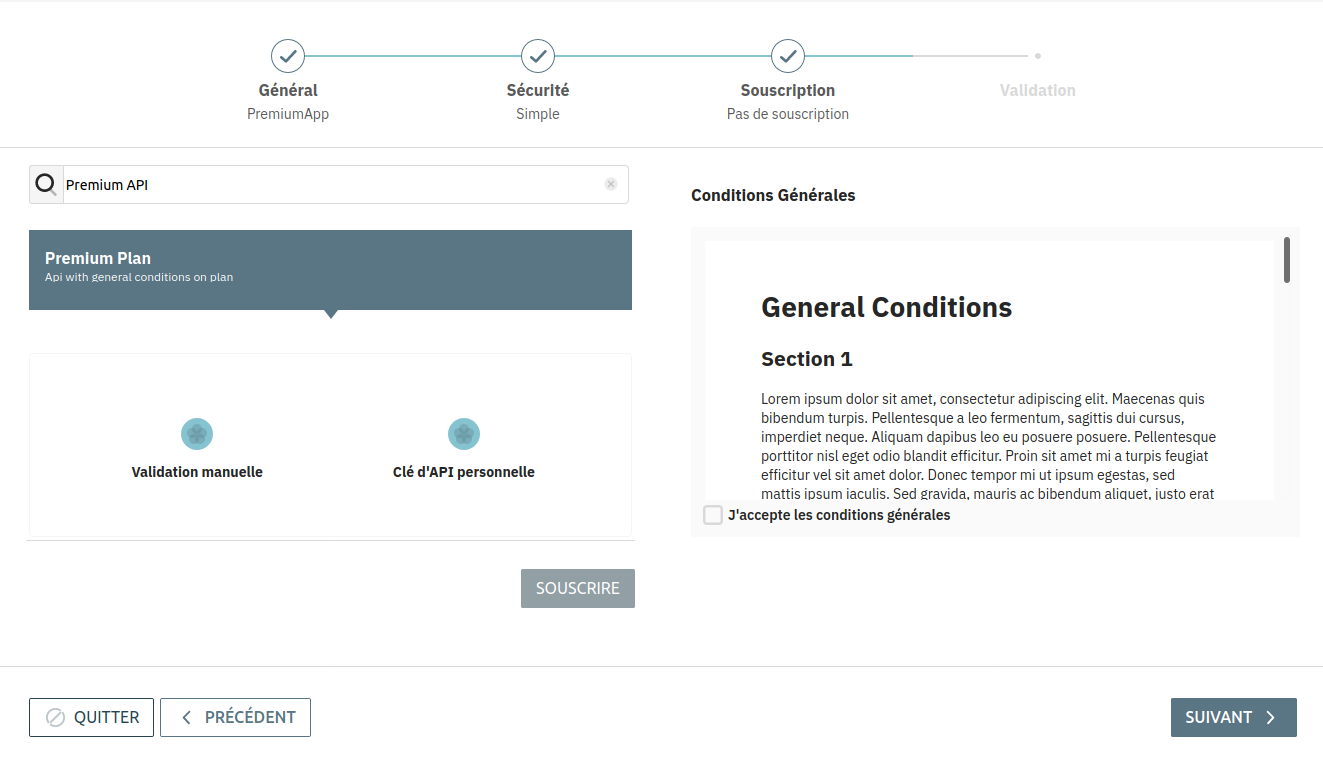 Général
PremiumApp
Sécurité
Simple
Souscription
Pas de souscription
Validation
Premium API
Premium Plan
Api with general conditions on plan
Validation manuelle
Clé d'API personnelle
SOUSCRIRE
Conditions Générales
General Conditions
Section 1
Lorem ipsum dolor sit amet, consectetur adipiscing elit. Maecenas quis
bibendum turpis. Pellentesque a leo fermentum, sagittis dui cursus,
imperdiet neque. Aliquam dapibus leo eu posuere posuere. Pellentesque
porttitor nisl eget odio blandit efficitur. Proin sit amet mi a turpis feugiat
efficitur vel sit amet dolor. Donec tempor mi ut ipsum egestas, sed
mattis ipsum iaculis. Sed gravida, mauris ac bibendum aliquet, justo erat
J'accepte les conditions générales
QUITTER
PRÉCÉDENT
SUIVANT